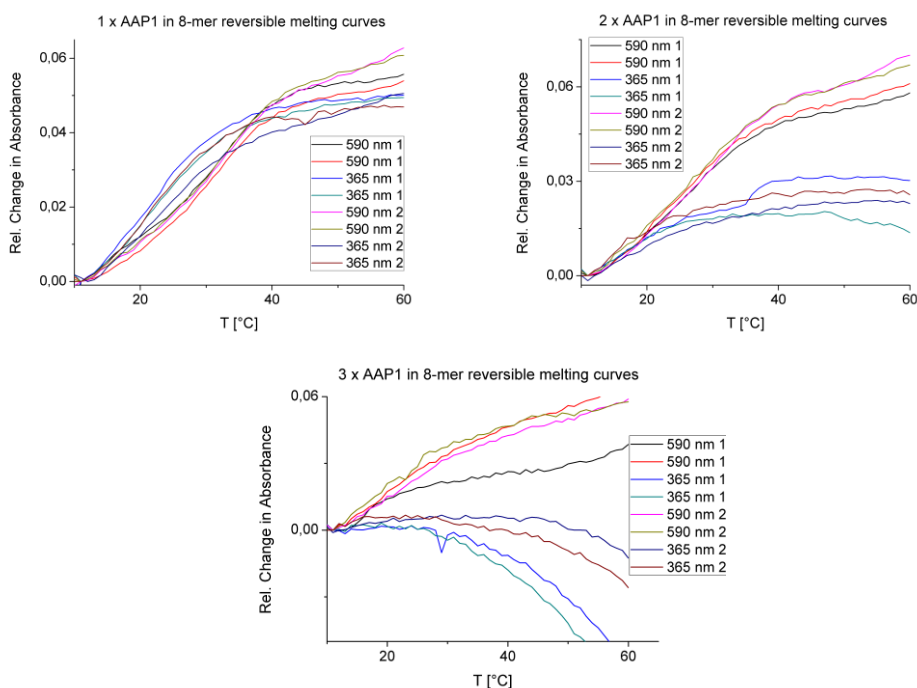 1 x AAP1 in 8-mer reversible melting curves
Rel. Change in Absorbance
0,06
0,04
0,02
0,00
20
40
60
T [°C]
590 nm 1
590 nm 1
365 nm 1
365 nm 1
590 nm 2
590 nm 2
365 nm 2
365 nm 2
2 x AAP1 in 8-mer reversible melting curves
Rel. Change in Absorbance
0,06
0,03
0,00
20
40
60
T [°C]
590 nm 1
590 nm 1
365 nm 1
365 nm 1
590 nm 2
590 nm 2
365 nm 2
365 nm 2
3 x AAP1 in 8-mer reversible melting curves
Rel. Change in Absorbance
0,06
0,00
20
40
60
T [°C]
590 nm 1
590 nm 1
365 nm 1
365 nm 1
590 nm 2
590 nm 2
365 nm 2
365 nm 2